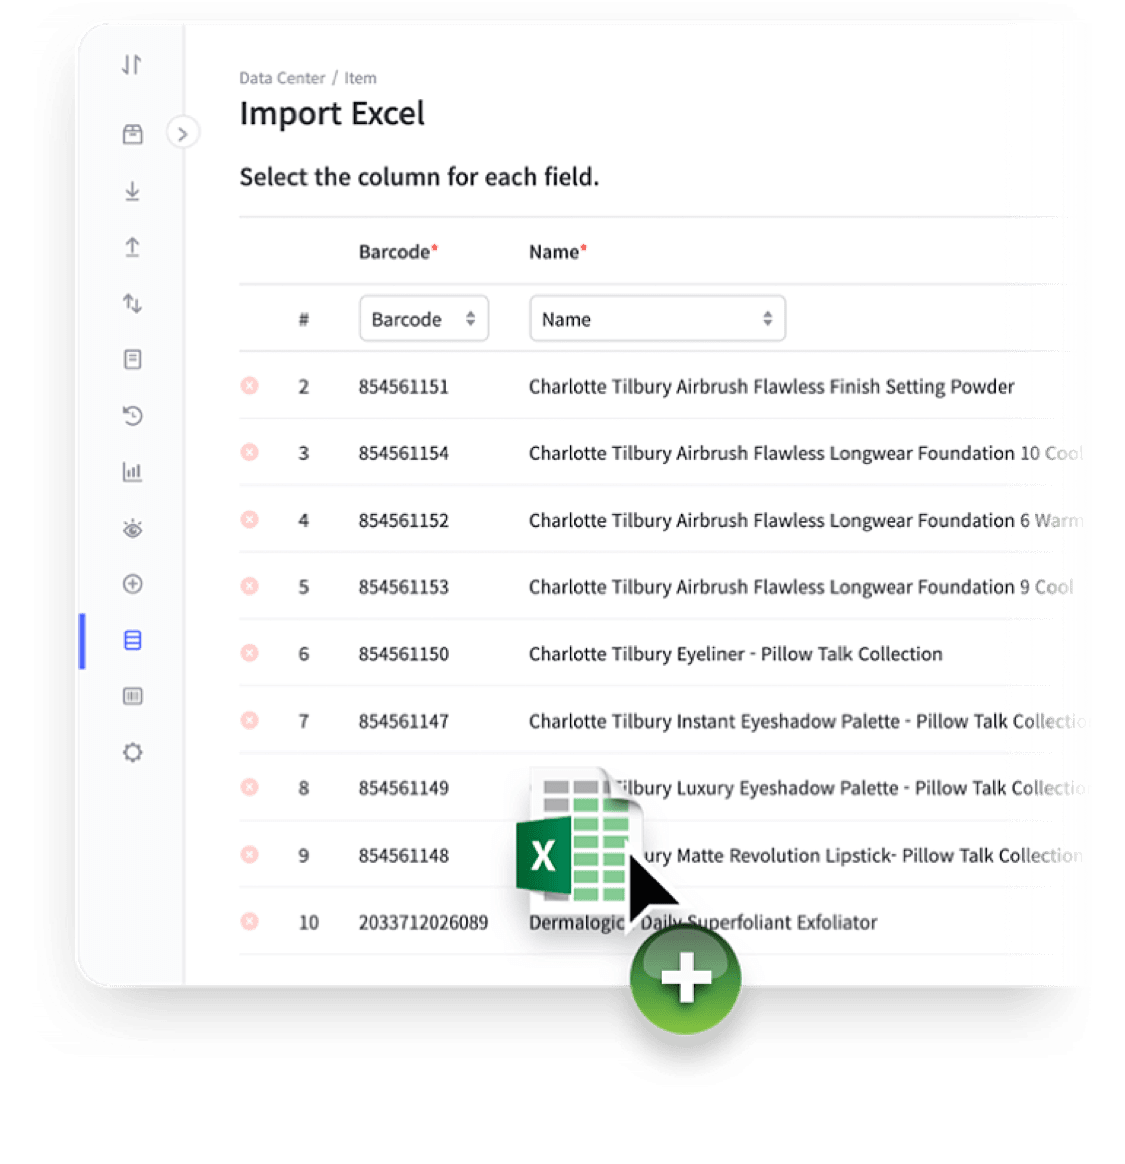 Data Center / Item
Import Excel
Select the column for each field.
Barcode* Name*
# Barcode Name
2 854561151 Charlotte Tilbury Airbrush Flawless Finish Setting Powder
3 854561154 Charlotte Tilbury Airbrush Flawless Longwear Foundation 10 Cool
4 854561152 Charlotte Tilbury Airbrush Flawless Longwear Foundation 6 Warm
5 854561153 Charlotte Tilbury Airbrush Flawless Longwear Foundation 9 Cool
6 854561150 Charlotte Tilbury Eyeliner - Pillow Talk Collection
7 854561147 Charlotte Tilbury Instant Eyeshadow Palette - Pillow Talk Collectio
8 854561149 ilbury Luxury Eyeshadow Palette - Pillow Talk Collectio
9 854561148 ury Matte Revolution Lipstick- Pillow Talk Collection
X
10 2033712026089 Dermalogic Daily Superfoliant Exfoliator